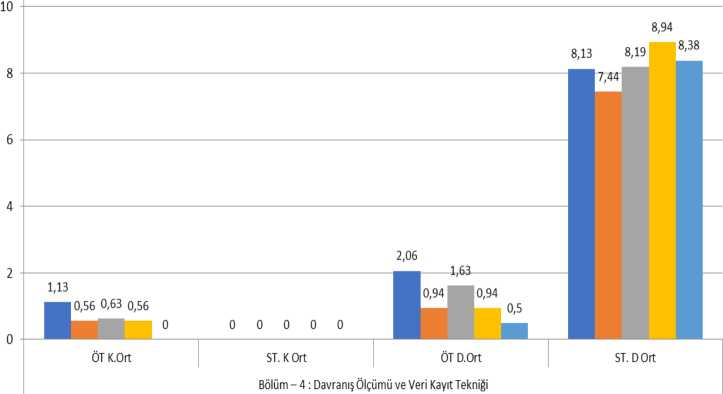 10
8,94
8,13 8,19 8,38
8 7,44
6
4
2,06
2 1,63
1,13 0,94 0,94
0,56 0,63 0,56 0,5
0 0 0 0 0 0 0
ÖT K.Ort ST. K Ort ÖT D.Ort ST. D Ort
Bölüm – 4 : Davranış Ölçümü ve Veri Kayıt Tekniği